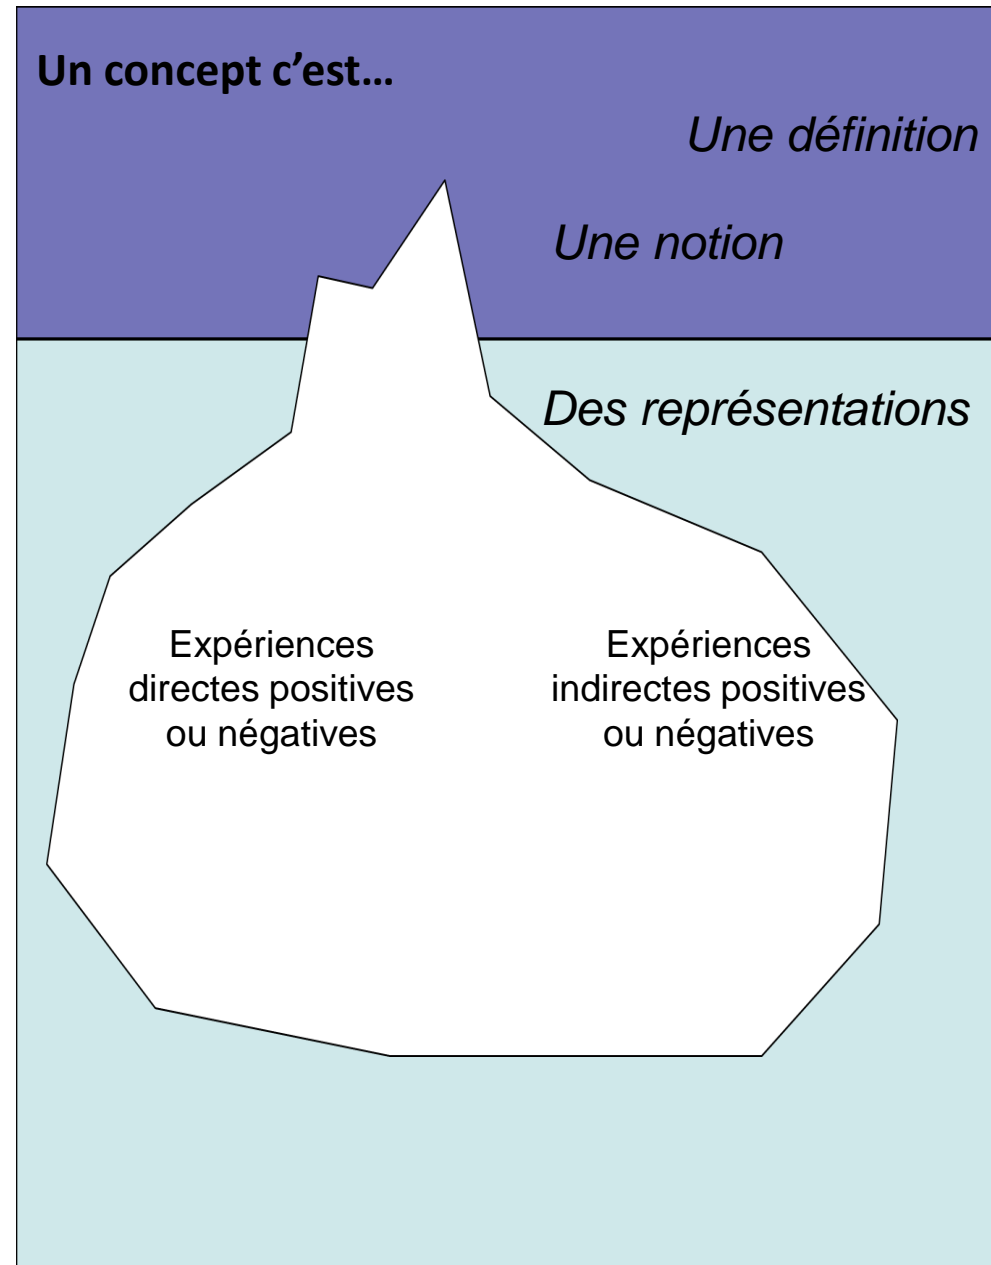 Un concept c’est…
Une définition
Une notion
Des représentations
Expériences
directes positives
ou négatives
Expériences
indirectes positives
ou négatives